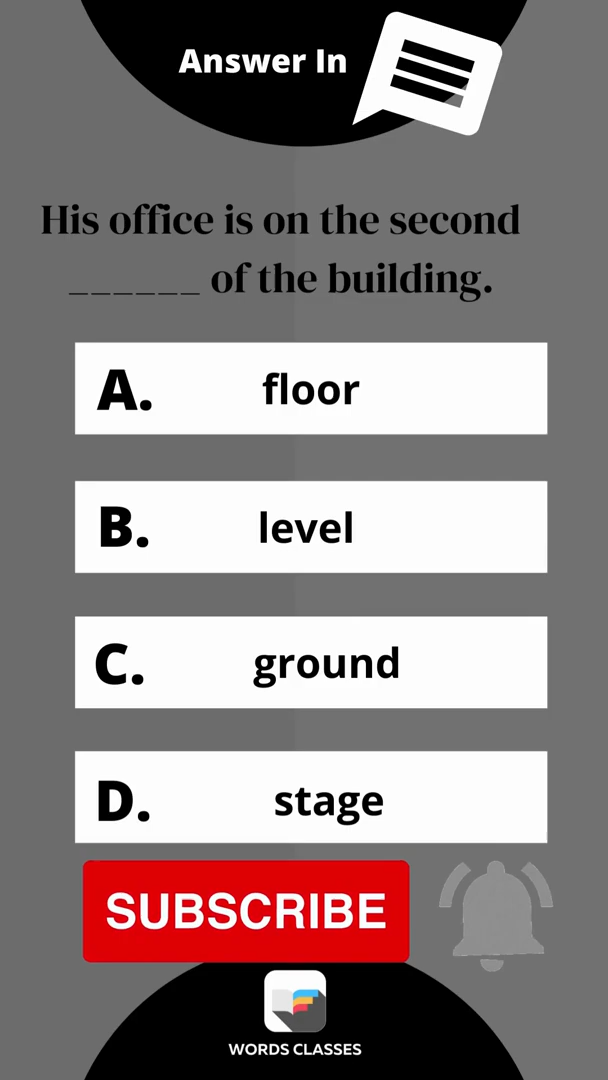 Answer In
His office is on the second
______ of the building.
A. floor
B. level
C. ground
D. stage
SUBSCRIBE
WORDS CLASSES